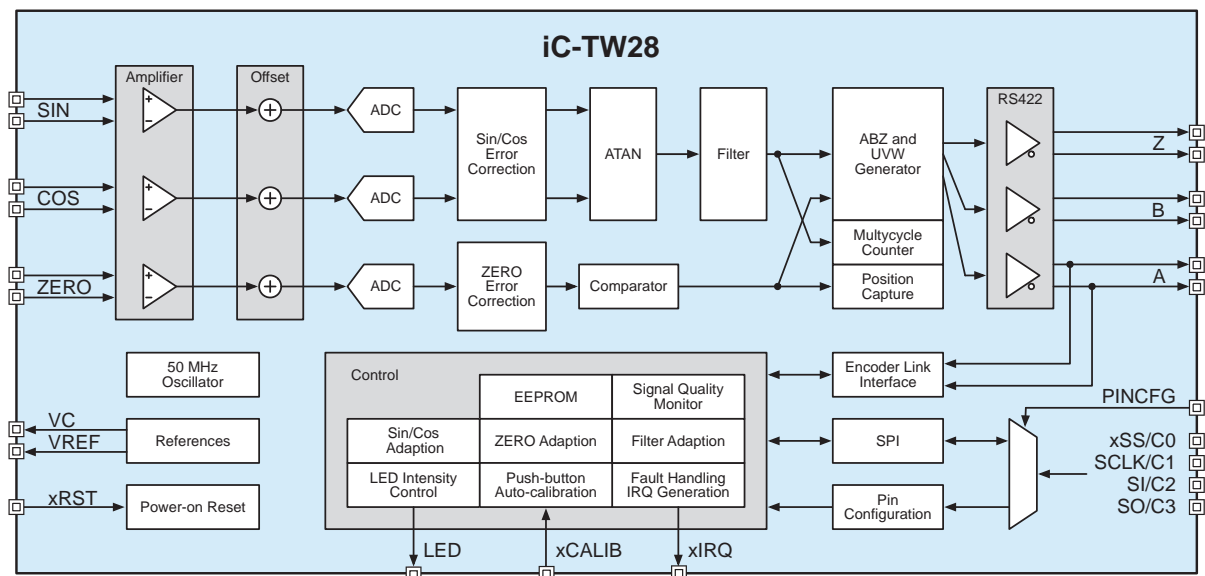 iC-TW28
Amplifier
Offset
RS422
SIN
ADC
Sin/Cos
Error
Correction
ATAN
Filter
ABZ and
UVW
Generator
Z
COS
ADC
B
Multycycle
Counter
ZERO
ADC
ZERO
Error
Correction
Comparator
Position
Capture
A
50 MHz
Oscillator
Control
EEPROM
Signal Quality
Monitor
Encoder Link
Interface
PINCFG
VC
VREF
References
Sin/Cos
Adaption
ZERO Adaption
Filter Adaption
SPI
xSS/C0
SCLK/C1
SI/C2
SO/C3
xRST
Power-on Reset
LED Intensity
Control
Push-button
Auto-calibration
Fault Handling
IRQ Generation
Pin
Configuration
LED
xCALIB
xIRQ